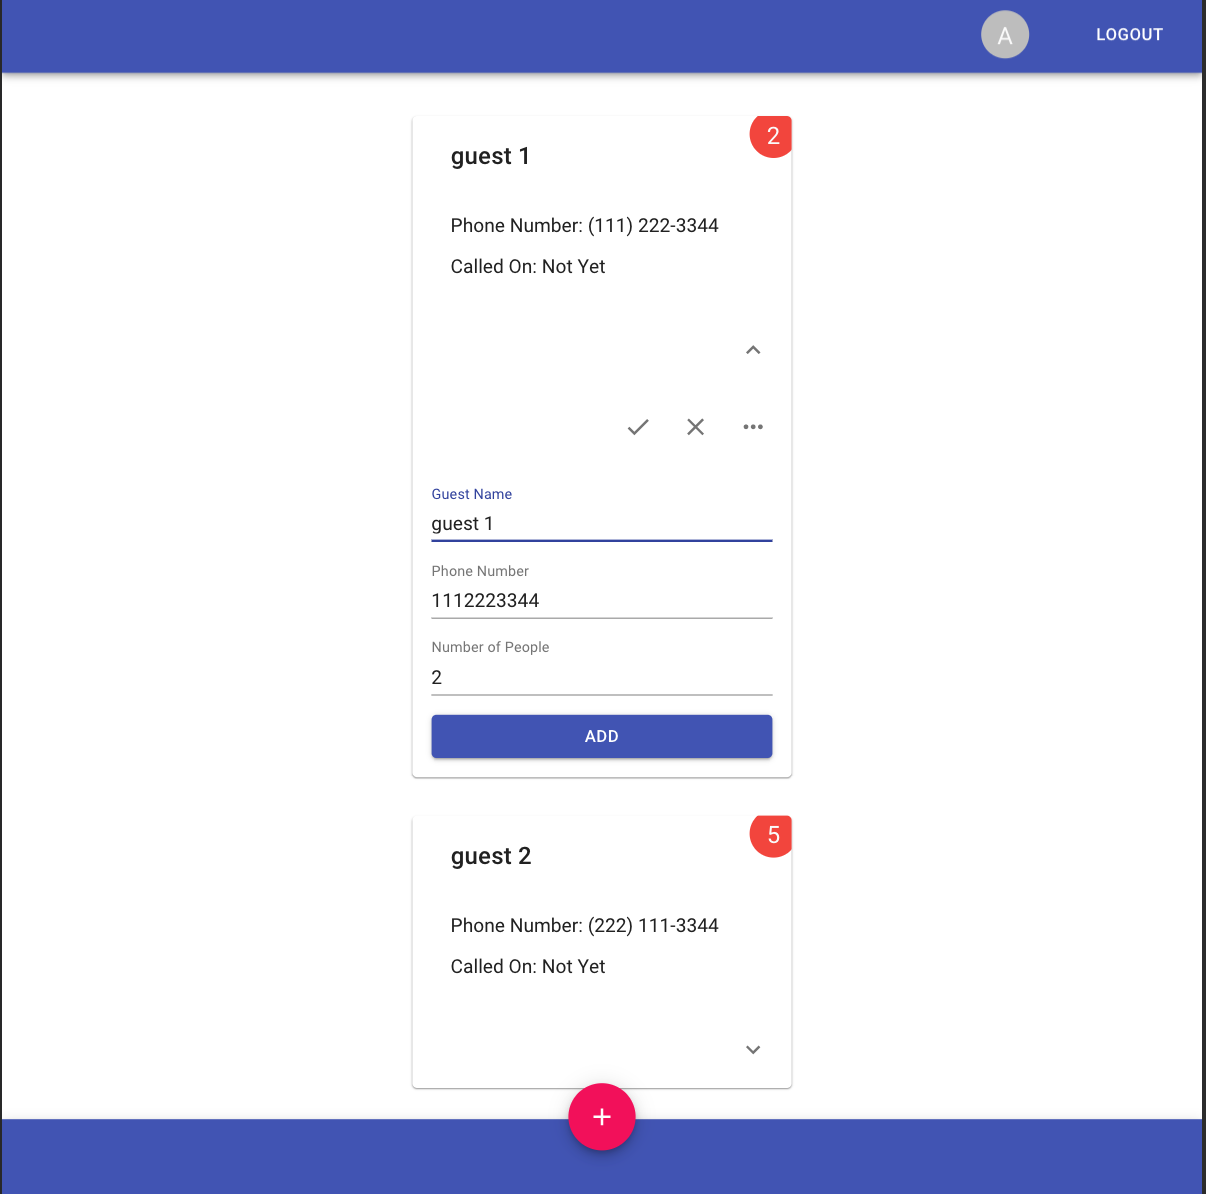 A
LOGOUT
2
guest 1
Phone Number: (111) 222-3344
Called On: Not Yet
Guest Name
guest 1
Phone Number
1112223344
Number of People
2
ADD
5
guest 2
Phone Number: (222) 111-3344
Called On: Not Yet
+